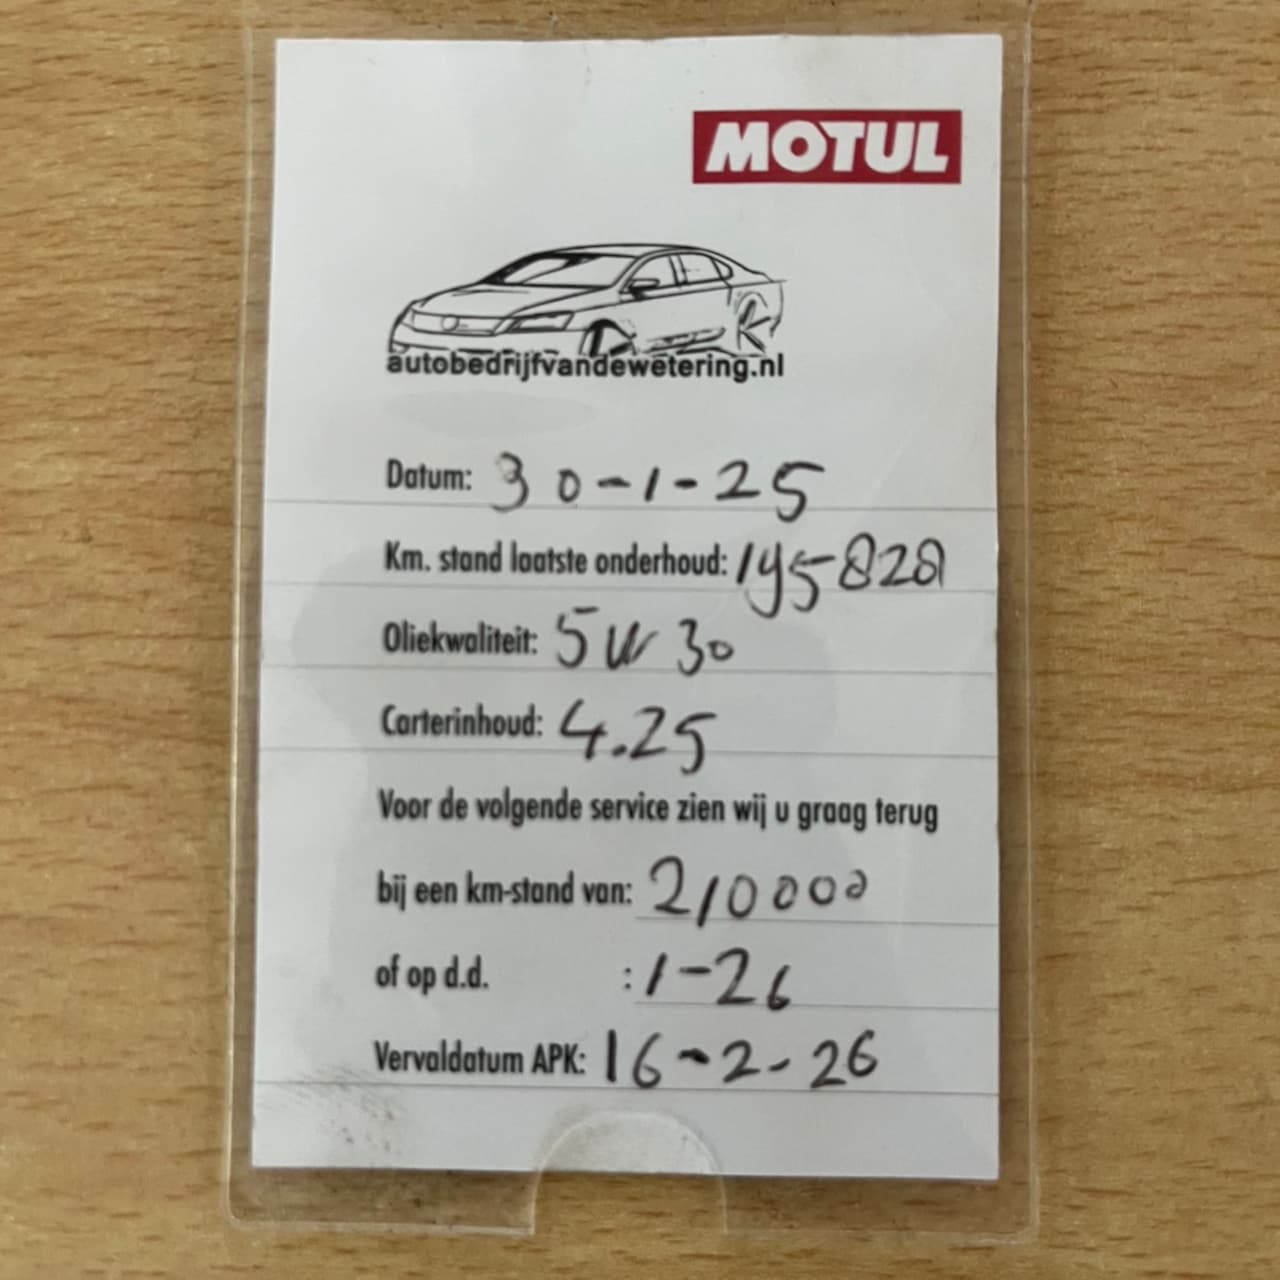 MOTUL
autobedrijfvandewetering.nl
Datum: 30-1-25
Km. stand laatste onderhoud: 195828
Oliekwaliteit: 5W30
Carterinhoud: 4.25
Voor de volgende service zien wij u graag terug
bij een km-stand van: 210000
of op d.d. : 1-26
Vervaldatum APK: 16-2-26